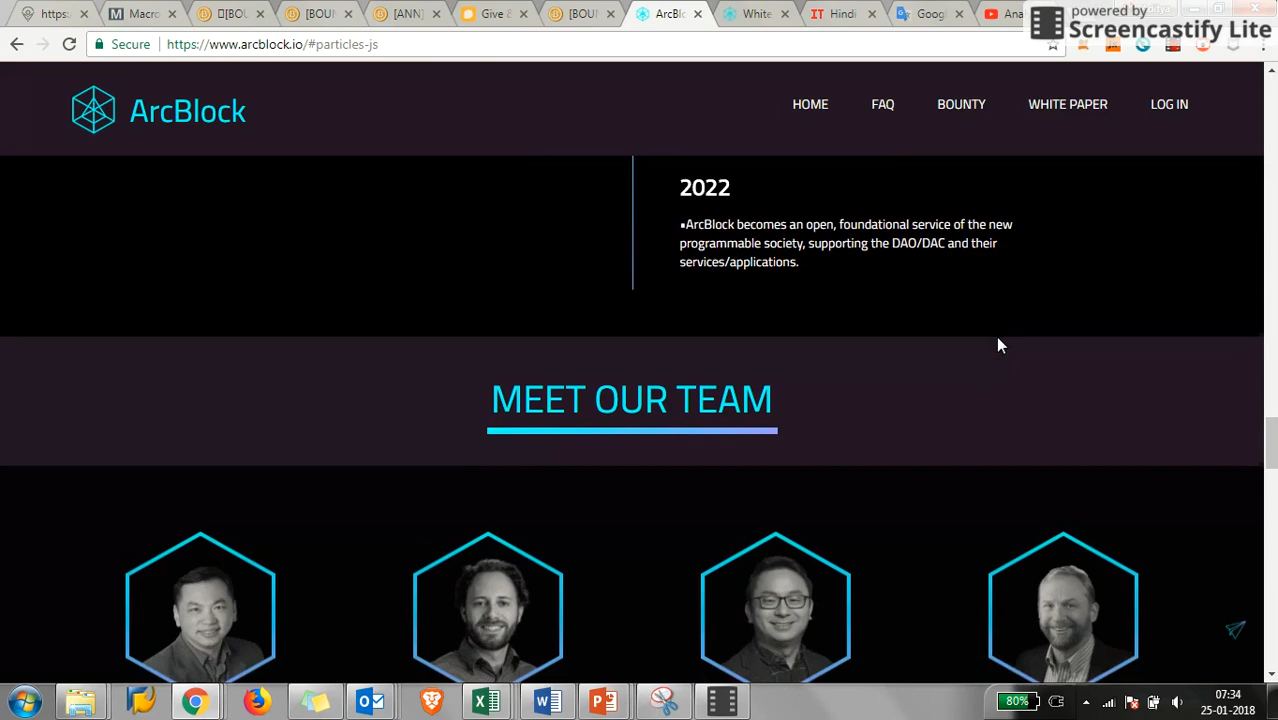 powered by
Screencastify Lite
https:
Macro
[BOU
[BOU
[ANN]
Give
[BOU
ArcBlo
White
IT Hindi
Goog
Ana
Secure
https://www.arcblock.io/#particles-js
ArcBlock
HOME
FAQ
BOUNTY
WHITE PAPER
LOG IN
2022
▪ArcBlock becomes an open, foundational service of the new
programmable society, supporting the DAO/DAC and their
services/applications.
MEET OUR TEAM
80%
07:34
25-01-2018